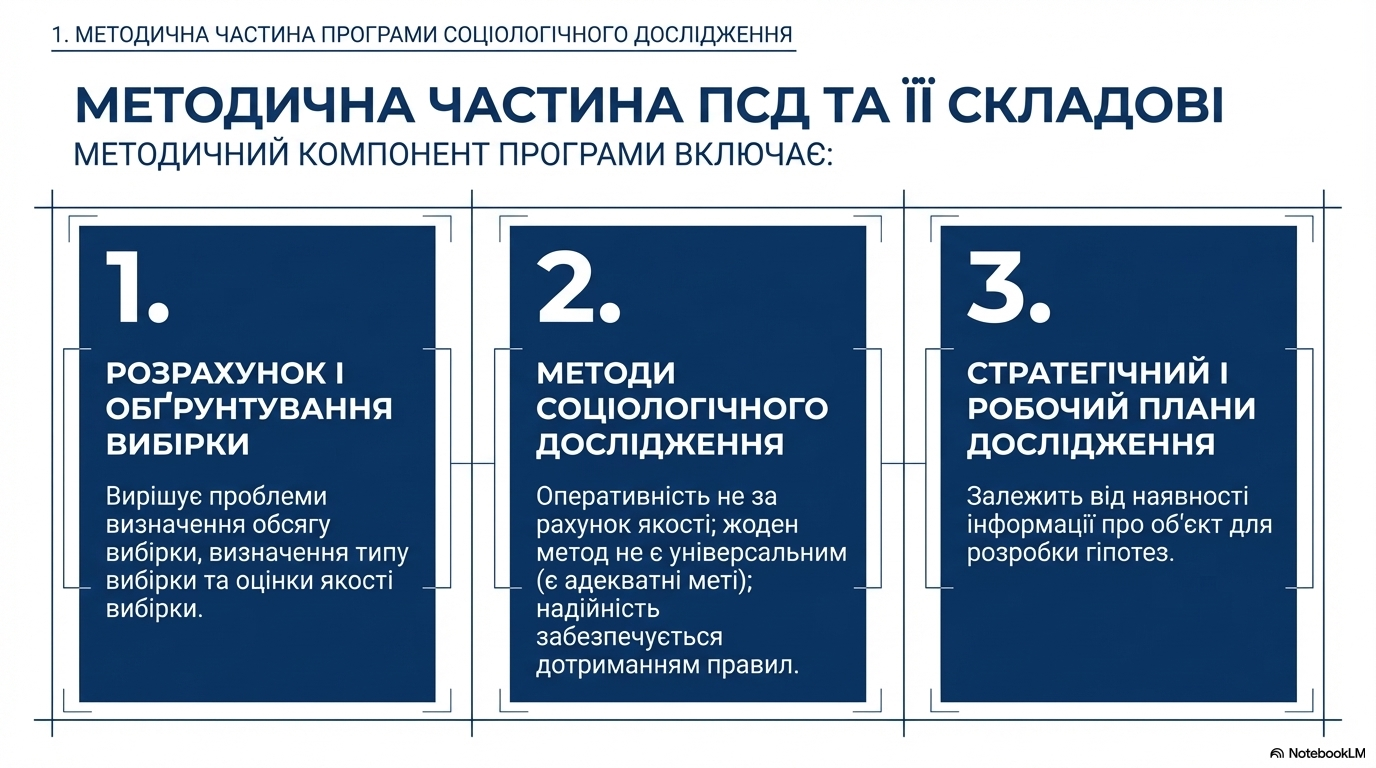 1. МЕТОДИЧНА ЧАСТИНА ПРОГРАМИ СОЦІОЛОГІЧНОГО ДОСЛІДЖЕННЯ
МЕТОДИЧНА ЧАСТИНА ПСД ТА ЇЇ СКЛАДОВІ
МЕТОДИЧНИЙ КОМПОНЕНТ ПРОГРАМИ ВКЛЮЧАЄ:
1.
РОЗРАХУНОК І
ОБҐРУНТУВАННЯ
ВИБІРКИ
Вирішує проблеми
визначення обсягу
вибірки, визначення типу
вибірки та оцінки якості
вибірки.
2.
МЕТОДИ
СОЦІОЛОГІЧНОГО
ДОСЛІДЖЕННЯ
Оперативність не за
рахунок якості; жоден
метод не є універсальним
(є адекватні меті);
надійність
забезпечується
дотриманням правил.
3.
СТРАТЕГІЧНИЙ І
РОБОЧИЙ ПЛАНИ
ДОСЛІДЖЕННЯ
Залежить від наявності
інформації про об'єкт для
розробки гіпотез.
NotebookLM